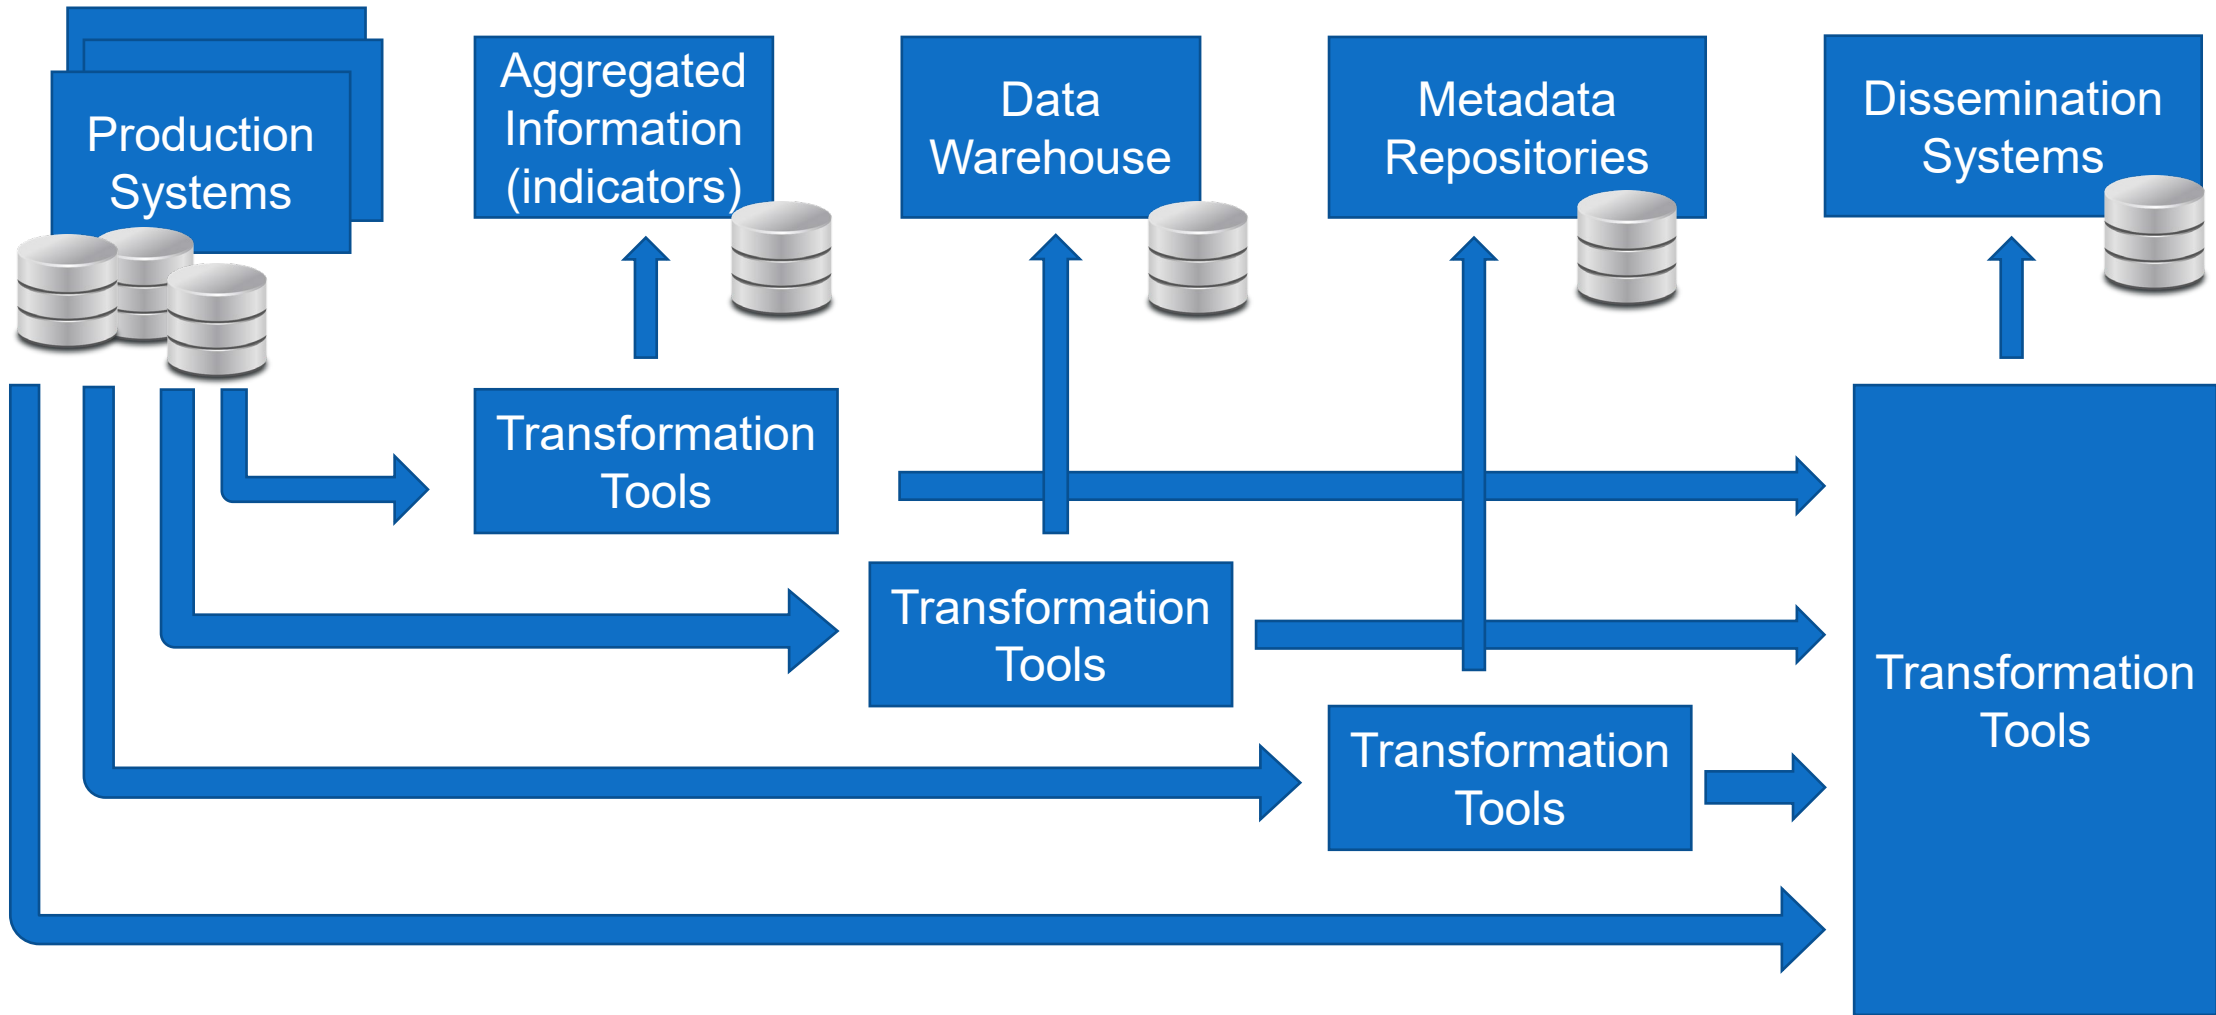 Production
Systems
Aggregated
Information
(indicators)
Data
Warehouse
Metadata
Repositories
Dissemination
Systems
Transformation
Tools
Transformation
Tools
Transformation
Tools
Transformation
Tools